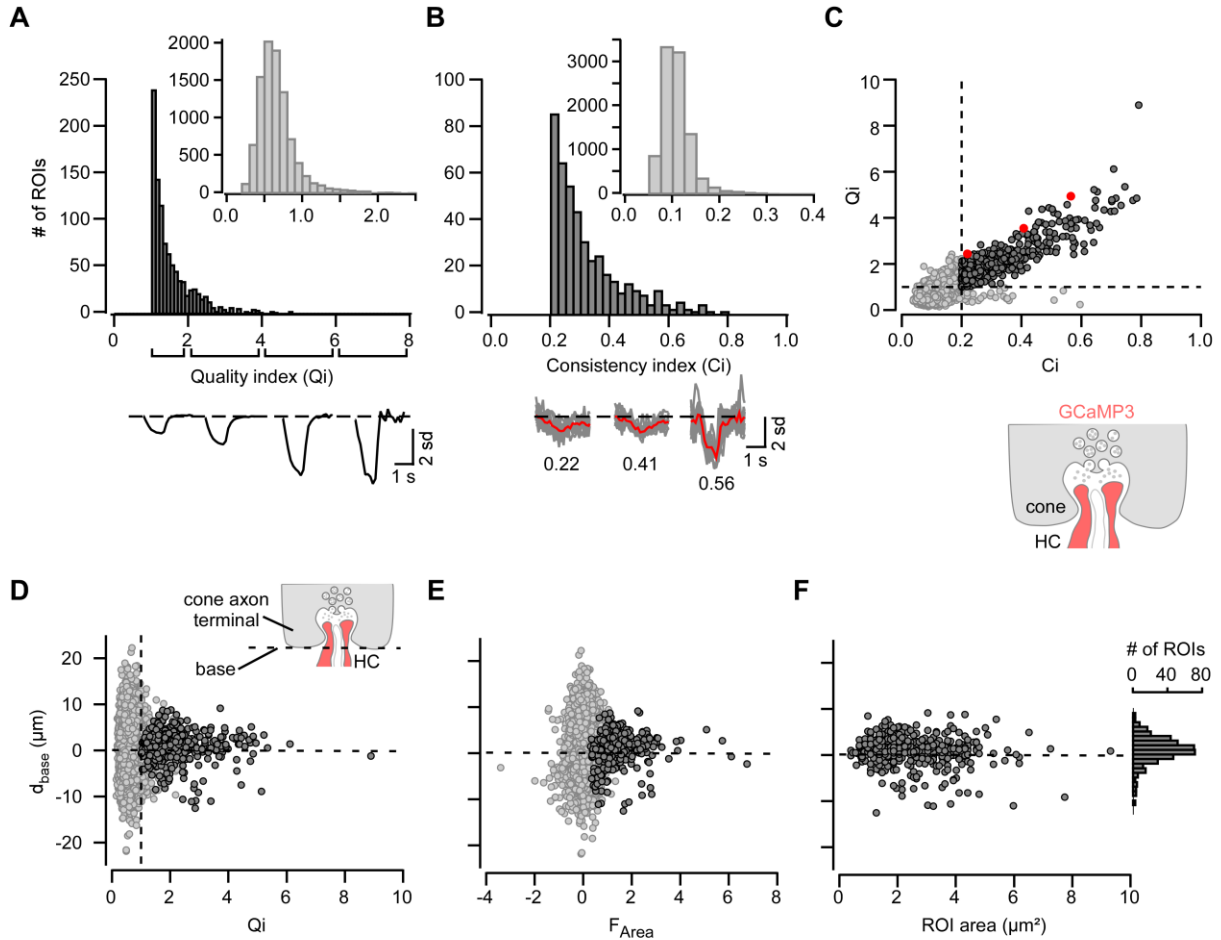 A
B
C
2000
1500
1000
500
0
0.0 1.0 2.0
250
200
150
100
50
0
# of ROIs
0 2 4 6 8
Quality index (Qi)
2 sd
1 s
3000
2000
1000
0
0.0 0.1 0.2 0.3 0.4
100
80
60
40
20
0
0.0 0.2 0.4 0.6 0.8 1.0
Consistency index (Ci)
0.22 0.41 0.56
2 sd
1 s
10
8
6
4
2
0
Qi
0.0 0.2 0.4 0.6 0.8 1.0
Ci
GCaMP3
cone
HC
D
E
F
cone axon
terminal
base
HC
20
10
0
-10
-20
dbase (µm)
0 2 4 6 8 10
Qi
-4 -2 0 2 4 6 8
FArea
# of ROIs
0 40 80
0 2 4 6 8 10
ROI area (µm²)